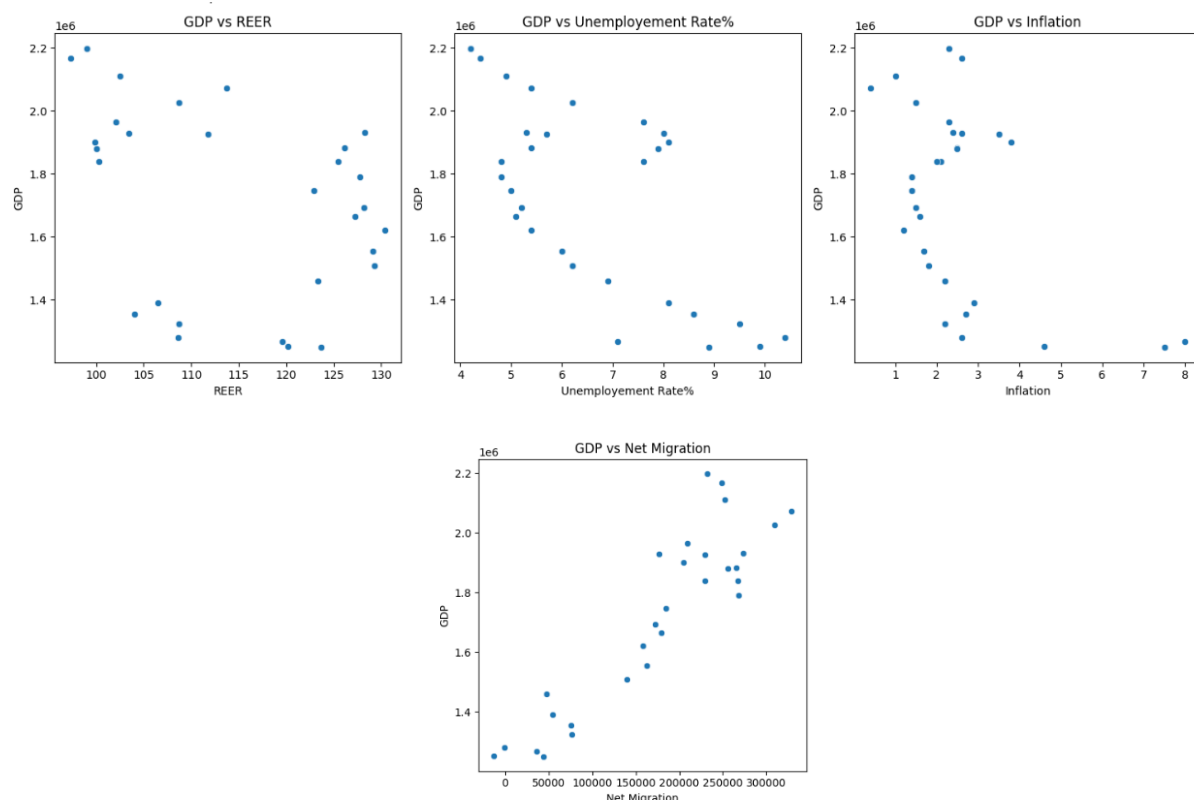 GDP vs REER
1e6
2.2
2.0
1.8
1.6
1.4
GDP
100 105 110 115 120 125 130
REER
GDP vs Unemployement Rate%
1e6
2.2
2.0
1.8
1.6
1.4
GDP
4 5 6 7 8 9 10
Unemployement Rate%
GDP vs Inflation
1e6
2.2
2.0
1.8
1.6
1.4
GDP
1 2 3 4 5 6 7 8
Inflation
GDP vs Net Migration
1e6
2.2
2.0
1.8
1.6
1.4
GDP
0 50000 100000 150000 200000 250000 300000
Net Migration